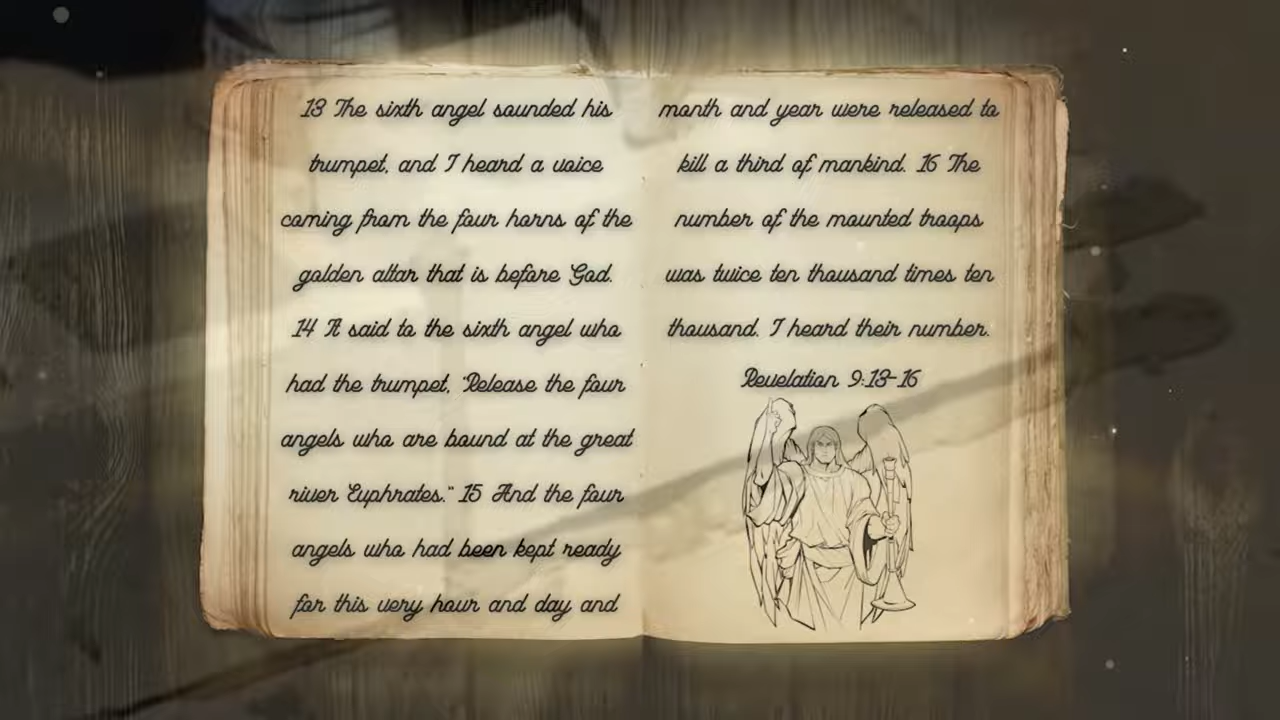 13 The sixth angel sounded his
trumpet, and I heard a voice
coming from the four horns of the
golden altar that is before God.
14 It said to the sixth angel who
had the trumpet, "Release the four
angels who are bound at the great
river Euphrates." 15 And the four
angels who had been kept ready
for this very hour and day and
month and year were released to
kill a third of mankind. 16 The
number of the mounted troops
was twice ten thousand times ten
thousand. I heard their number.
Revelation 9:13-16